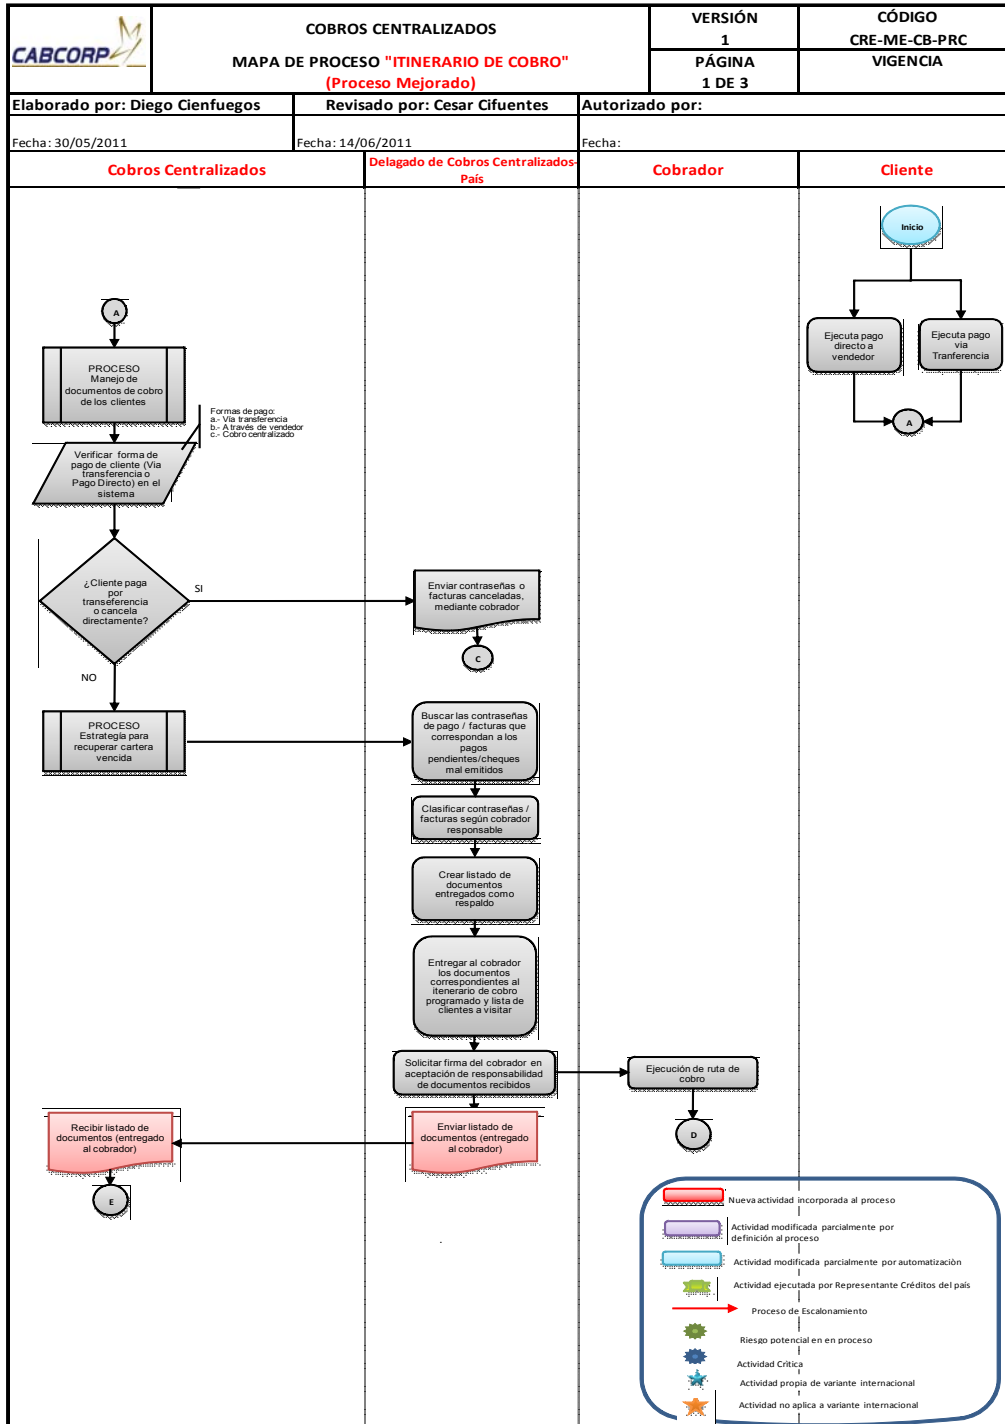 CABCORP
COBROS CENTRALIZADOS
MAPA DE PROCESO "ITINERARIO DE COBRO"
(Proceso Mejorado)
VERSIÓN
1
CÓDIGO
CRE-ME-CB-PRC
PÁGINA
1 DE 3
VIGENCIA
Elaborado por: Diego Cienfuegos
Revisado por: Cesar Cifuentes
Autorizado por:
Fecha: 30/05/2011
Fecha: 14/06/2011
Fecha:
Cobros Centralizados
Delagado de Cobros Centralizados-
País
Cobrador
Cliente
Inicio
Ejecuta pago
directo a
vendedor
Ejecuta pago
via
Tranferencia
A
A
PROCESO
Manejo de
documentos de cobro
de los clientes
Formas de pago:
a.- Vía transferencia
b.- A través de vendedor
c.- Cobro centralizado
Verificar forma de
pago de cliente (Via
transferencia o
Pago Directo) en el
sistema
¿Cliente paga
por
transeferencia
o cancela
directamente?
SI
NO
Enviar contraseñas o
facturas canceladas,
mediante cobrador
C
PROCESO
Estrategía para
recuperar cartera
vencida
Buscar las contraseñas
de pago / facturas que
correspondan a los
pagos
pendientes/cheques
mal emitidos
Clasificar contraseñas /
facturas según cobrador
responsable
Crear listado de
documentos
entregados como
respaldo
Entregar al cobrador
los documentos
correspondientes al
itenerario de cobro
programado y lista de
clientes a visitar
Solicitar firma del cobrador en
aceptación de responsabilidad
de documentos recibidos
Ejecución de ruta de
cobro
D
Enviar listado de
documentos (entregado
al cobrador)
Recibir listado de
documentos (entregado
al cobrador)
E
Nueva actividad incorporada al proceso
Actividad modificada parcialmente por
definición al proceso
Actividad modificada parcialmente por automatizaciòn
Actividad ejecutada por Representante Créditos del país
Proceso de Escalonamiento
Riesgo potencial en en proceso
Actividad Crìtica
Actividad propia de variante internacional
Actividad no aplica a variante internacional